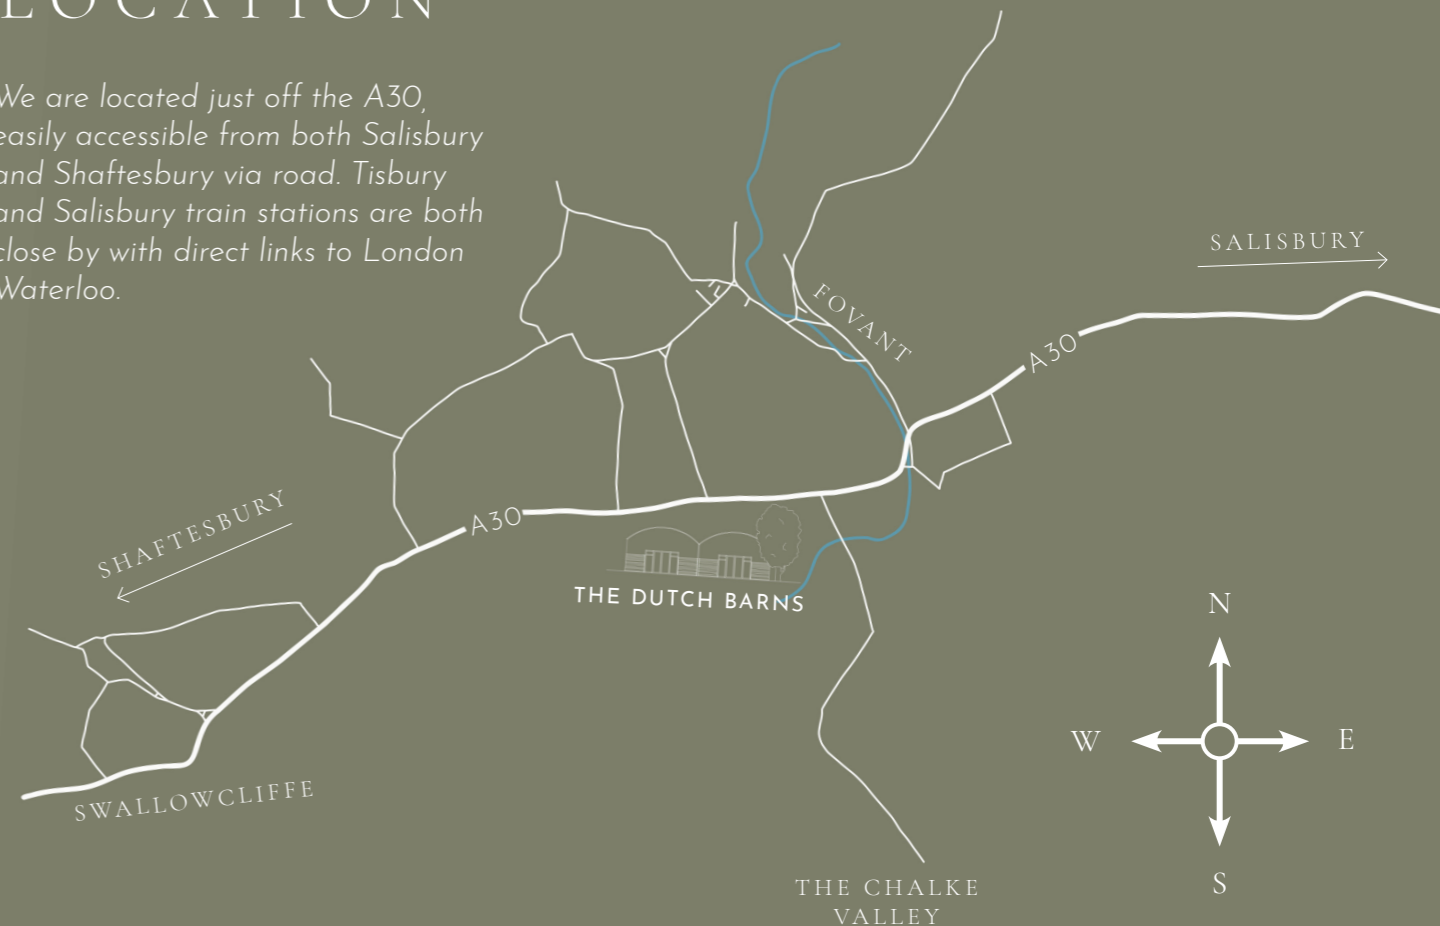 LOCATION
We are located just off the A30,
easily accessible from both Salisbury
and Shaftesbury via road. Tisbury
and Salisbury train stations are both
close by with direct links to London
Waterloo.
SALISBURY
FOVANT
A30
SHAFTESBURY
A30
THE DUTCH BARNS
N
W
E
S
SWALLOWCLIFFE
THE CHALKE
VALLEY